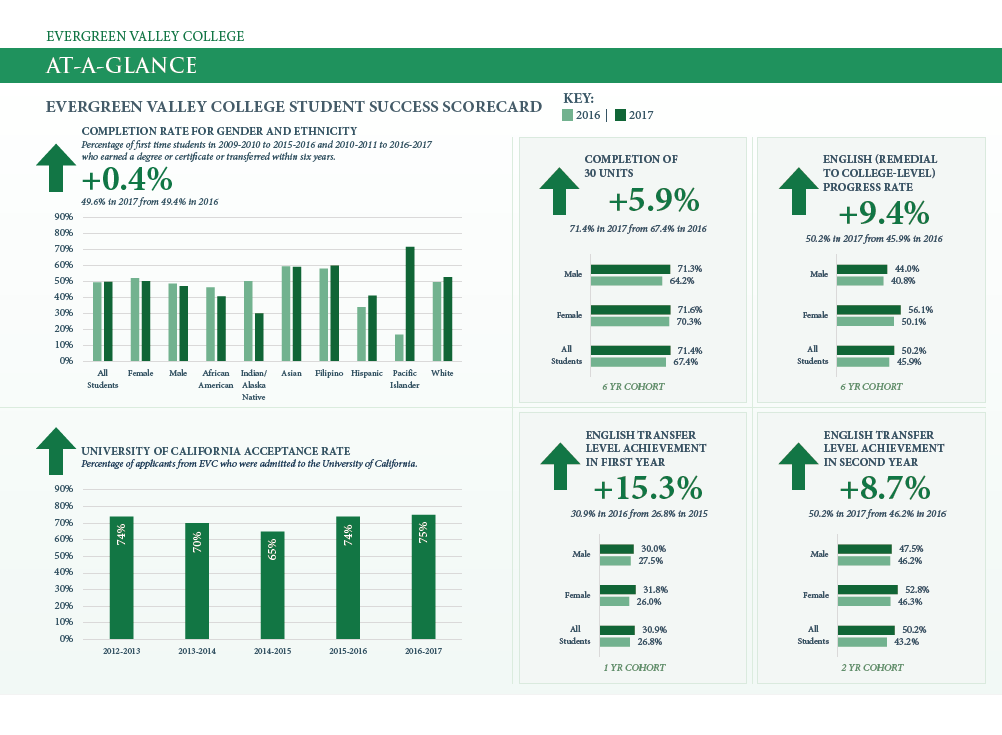 EVERGREEN VALLEY COLLEGE
AT-A-GLANCE
EVERGREEN VALLEY COLLEGE STUDENT SUCCESS SCORECARD
KEY:
2016 | 2017
COMPLETION RATE FOR GENDER AND ETHNICITY
Percentage of first time students in 2009-2010 to 2015-2016 and 2010-2011 to 2016-2017
who earned a degree or certificate or transferred within six years.
+0.4%
49.6% in 2017 from 49.4% in 2016
90%
80%
70%
60%
50%
40%
30%
20%
10%
0%
All Students
Female
Male
African American
Indian/ Alaska Native
Asian
Filipino
Hispanic
Pacific Islander
White
COMPLETION OF
30 UNITS
+5.9%
71.4% in 2017 from 67.4% in 2016
Male 71.3%
64.2%
Female 71.6%
70.3%
All Students 71.4%
67.4%
6 YR COHORT
ENGLISH (REMEDIAL
TO COLLEGE-LEVEL)
PROGRESS RATE
+9.4%
50.2% in 2017 from 45.9% in 2016
Male 44.0%
40.8%
Female 56.1%
50.1%
All Students 50.2%
45.9%
6 YR COHORT
UNIVERSITY OF CALIFORNIA ACCEPTANCE RATE
Percentage of applicants from EVC who were admitted to the University of California.
90%
80%
70%
60%
50%
40%
30%
20%
10%
0%
74%
70%
65%
74%
75%
2012-2013
2013-2014
2014-2015
2015-2016
2016-2017
ENGLISH TRANSFER
LEVEL ACHIEVEMENT
IN FIRST YEAR
+15.3%
30.9% in 2016 from 26.8% in 2015
Male 30.0%
27.5%
Female 31.8%
26.0%
All Students 30.9%
26.8%
1 YR COHORT
ENGLISH TRANSFER
LEVEL ACHIEVEMENT
IN SECOND YEAR
+8.7%
50.2% in 2017 from 46.2% in 2016
Male 47.5%
46.2%
Female 52.8%
46.3%
All Students 50.2%
43.2%
2 YR COHORT